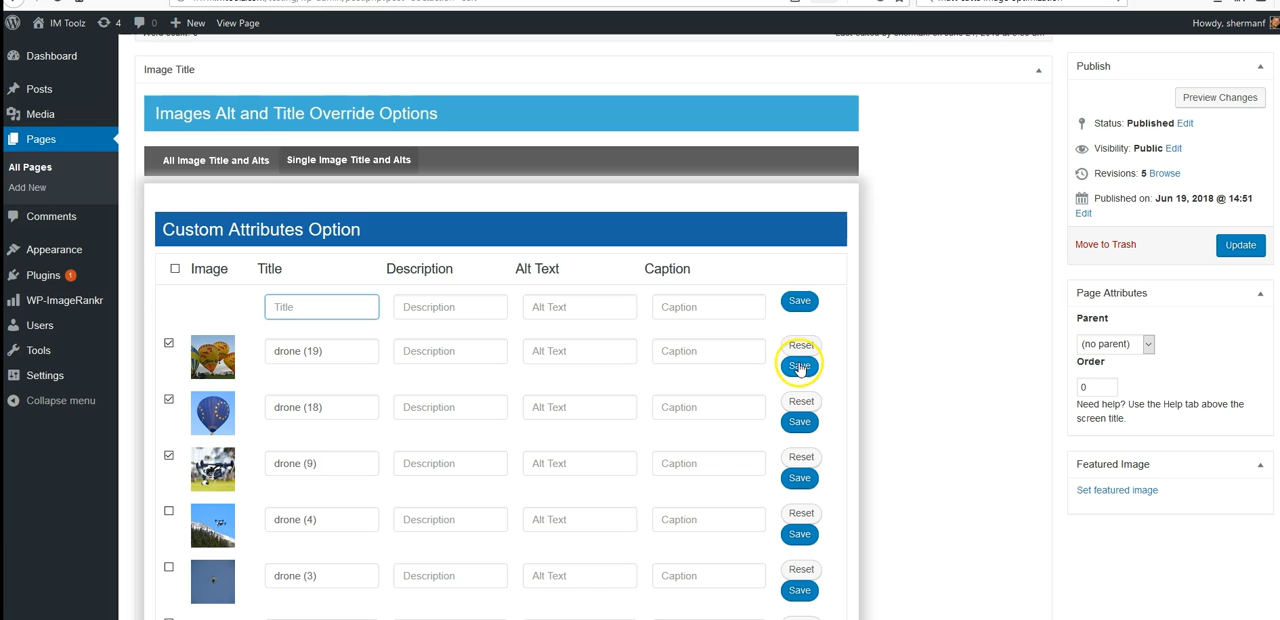 IM Toolz 4 0 New View Page Howdy, shermanf
Dashboard
Posts
Media
Pages
All Pages
Add New
Comments
Appearance
Plugins 1
WP-ImageRankr
Users
Tools
Settings
Collapse menu
Image Title
Images Alt and Title Override Options
All Image Title and Alts Single Image Title and Alts
Custom Attributes Option
Image Title Description Alt Text Caption
Title Description Alt Text Caption Save
drone (19) Description Alt Text Caption Reset
Save
drone (18) Description Alt Text Caption Reset
Save
drone (9) Description Alt Text Caption Reset
Save
drone (4) Description Alt Text Caption Reset
Save
drone (3) Description Alt Text Caption Reset
Save
Publish
Preview Changes
Status: Published Edit
Visibility: Public Edit
Revisions: 5 Browse
Published on: Jun 19, 2018 @ 14:51
Edit
Move to Trash Update
Page Attributes
Parent
(no parent)
Order
0
Need help? Use the Help tab above the
screen title.
Featured Image
Set featured image